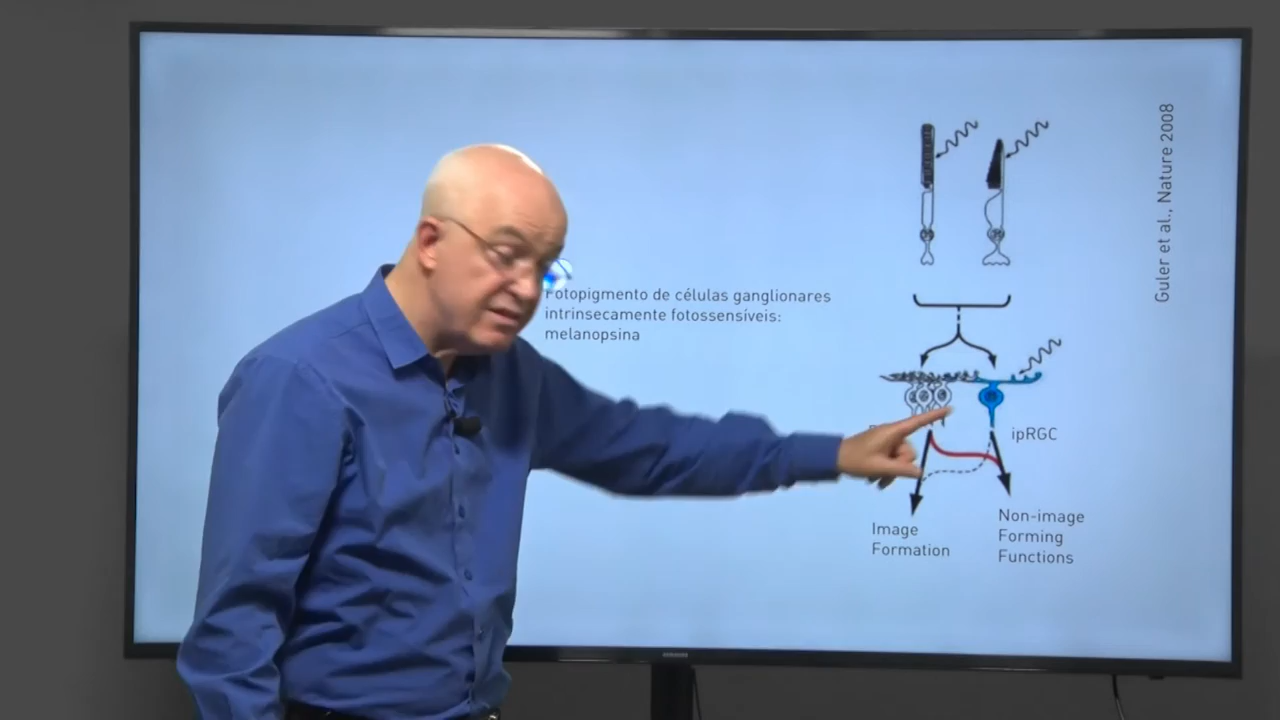 Fotopigmento de células ganglionares
intrinsecamente fotossensíveis:
melanopsina
Guler et al., Nature 2008
ipRGC
Image
Formation
Non-image
Forming
Functions